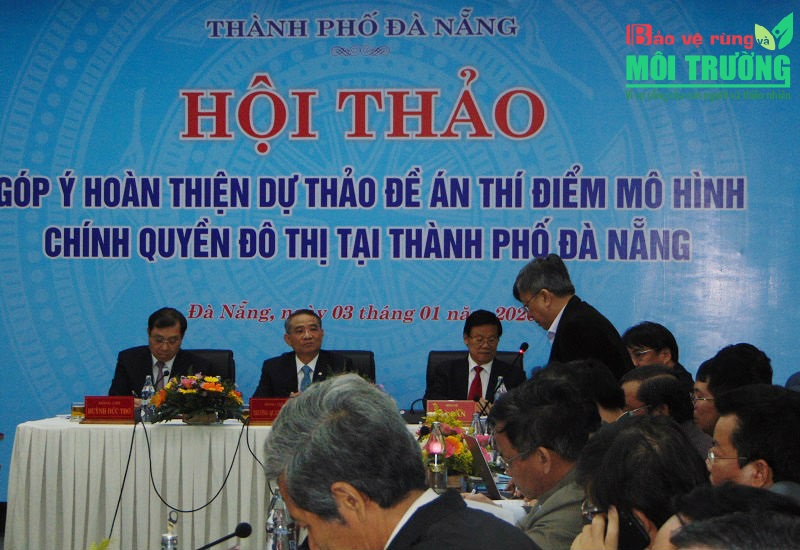 THÀNH PHỐ ĐÀ NẴNG
Bảo vệ rừng và
MÔI TRƯỜNG
HỘI THẢO
GÓP Ý HOÀN THIỆN DỰ THẢO ĐỀ ÁN THÍ ĐIỂM MÔ HÌNH
CHÍNH QUYỀN ĐÔ THỊ TẠI THÀNH PHỐ ĐÀ NẴNG
Đà Nẵng, ngày 03 tháng 01 năm
HUỲNH ĐỨC THƠ